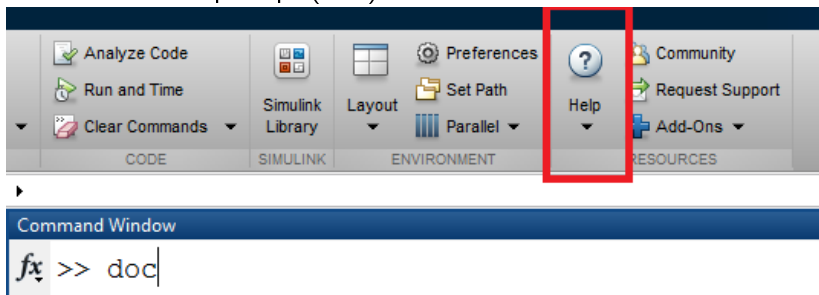 Analyze Code
Run and Time
Clear Commands
CODE
Simulink
Library
SIMULINK
Layout
Preferences
Set Path
Parallel
ENVIRONMENT
Help
Community
Request Support
Add-Ons
RESOURCES
Command Window
fx >> doc